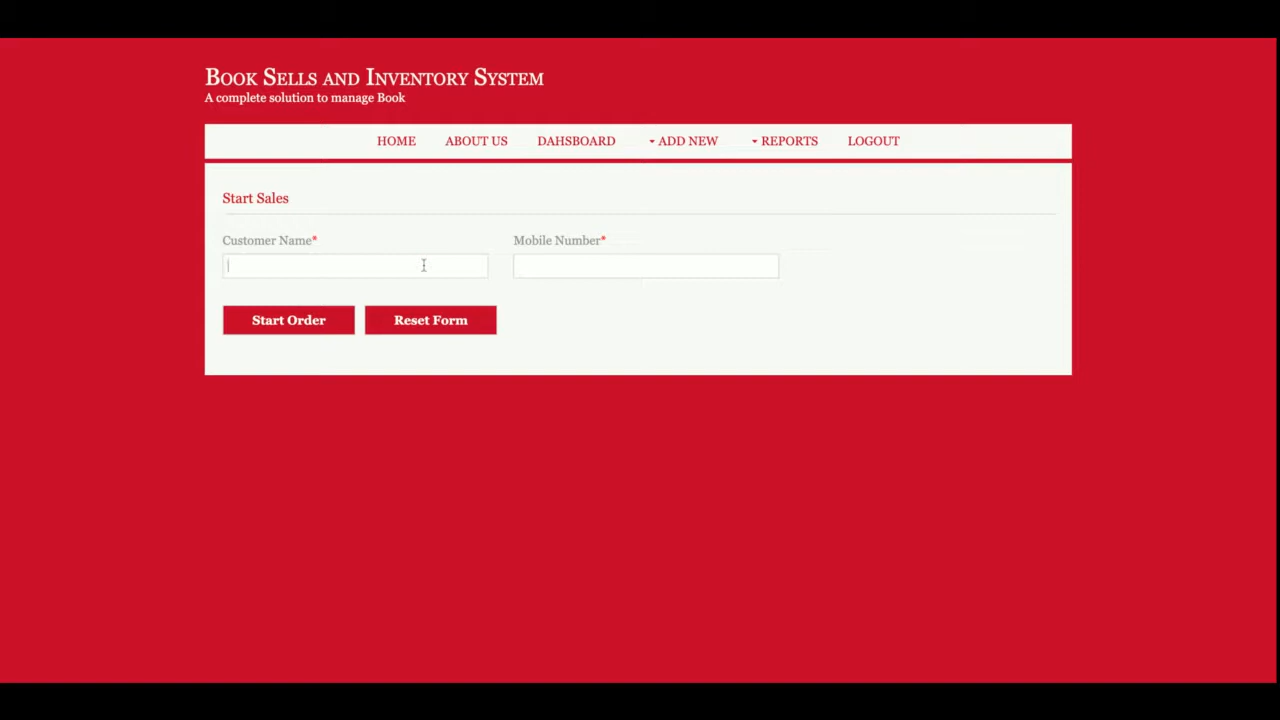 Book Sells and Inventory System
A complete solution to manage Book
HOME ABOUT US DAHSBOARD ADD NEW REPORTS LOGOUT
Start Sales
Customer Name* Mobile Number*
Start Order Reset Form